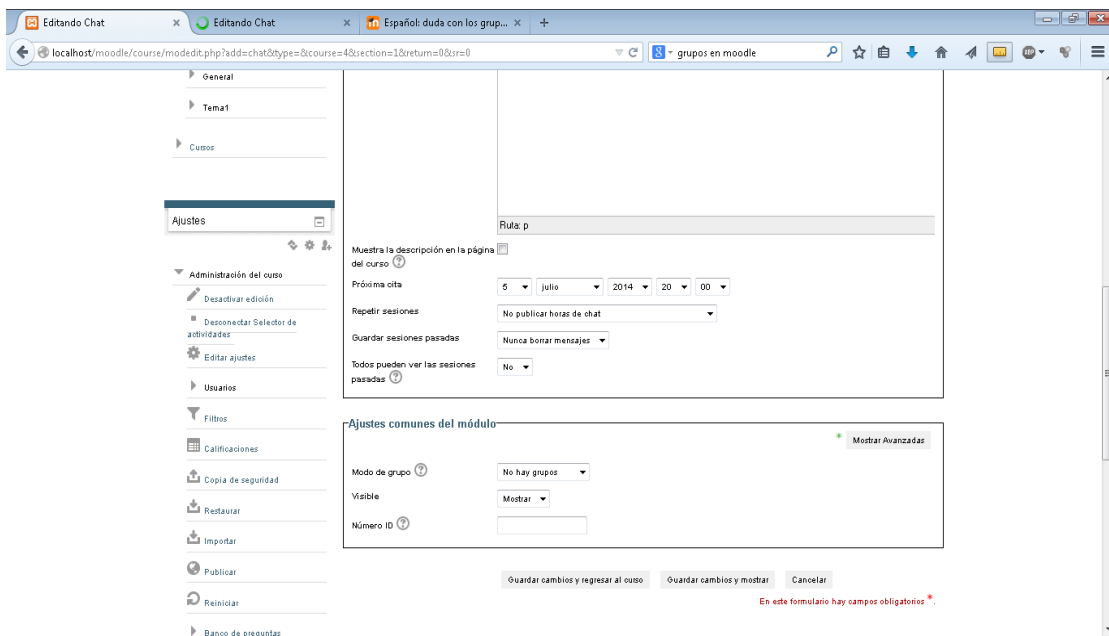 Editando Chat × Editando Chat × Español: duda con los grup... × +
localhost/moodle/course/modedit.php?add=chat&type=&course=4&section=1&return=0&sr=0 grupos en moodle
General
Tema1
Cursos
Ajustes
Administración del curso
Desactivar edición
Desconectar Selector de
actividades
Editar ajustes
Usuarios
Filtros
Calificaciones
Copia de seguridad
Restaurar
Importar
Publicar
Reiniciar
Banco de preguntas
Ruta: p
Muestra la descripción en la página
del curso
Próxima cita 5 julio 2014 20 00
Repetir sesiones No publicar horas de chat
Guardar sesiones pasadas Nunca borrar mensajes
Todos pueden ver las sesiones
pasadas No
Ajustes comunes del módulo
* Mostrar Avanzadas
Modo de grupo No hay grupos
Visible Mostrar
Número ID
Guardar cambios y regresar al curso Guardar cambios y mostrar Cancelar
En este formulario hay campos obligatorios *.